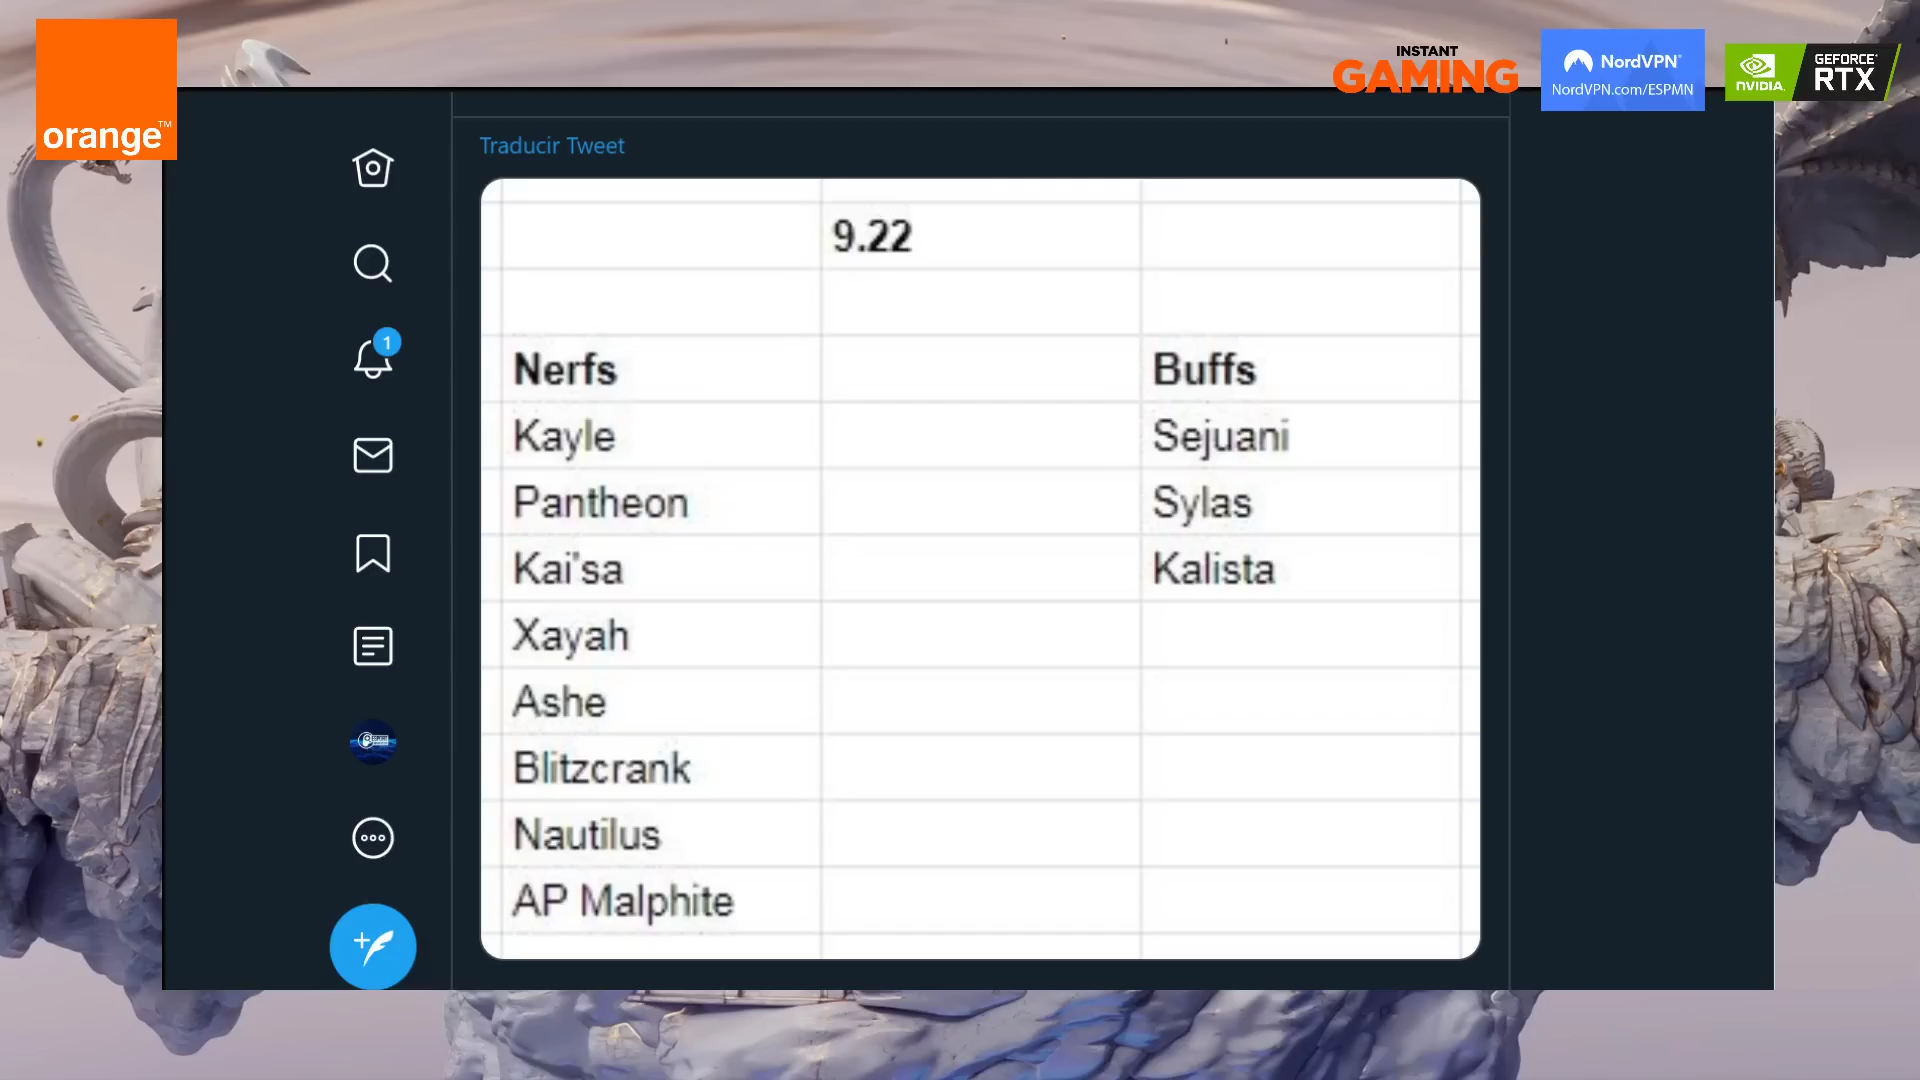 orange™
INSTANT
GAMING
NordVPN®
NordVPN.com/ESPMN
NVIDIA.
GEFORCE®
RTX
Traducir Tweet
9.22
1
Nerfs Buffs
Kayle Sejuani
Pantheon Sylas
Kai'sa Kalista
Xayah
Ashe
Blitzcrank
Nautilus
AP Malphite